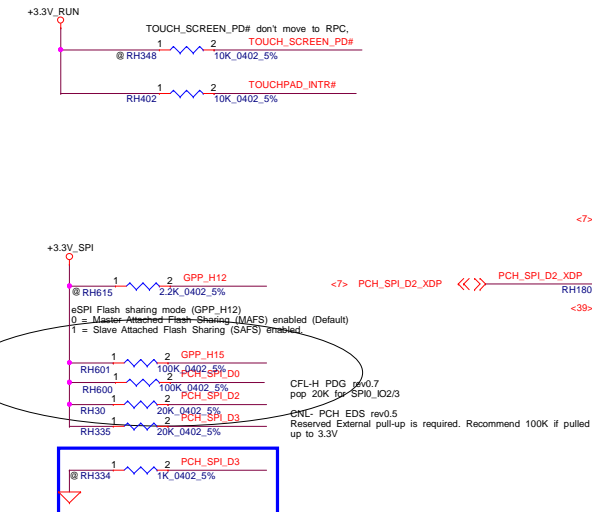 +3.3V_RUN
TOUCH_SCREEN_PD# don't move to RPC,
1 2 TOUCH_SCREEN_PD#
@ RH348 10K_0402_5%
1 2 TOUCHPAD_INTR#
RH402 10K_0402_5%
<7>
+3.3V_SPI
1 2 GPP_H12
@ RH615 2.2K_0402_5%
<7> PCH_SPI_D2_XDP PCH_SPI_D2_XDP
RH180
<39>
eSPI Flash sharing mode (GPP_H12)
0 = Master Attached Flash Sharing (MAFS) enabled (Default)
1 = Slave Attached Flash Sharing (SAFS) enabled.
1 2 GPP_H15
RH601 100K_0402_5%
1 2 PCH_SPI_D0
RH600 100K_0402_5%
1 2 PCH_SPI_D2
RH30 20K_0402_5%
1 2 PCH_SPI_D3
RH335 20K_0402_5%
CFL-H PDG rev0.7
pop 20K for SPI0_IO2/3
CNL- PCH EDS rev0.5
Reserved External pull-up is required. Recommend 100K if pulled
up to 3.3V
1 2 PCH_SPI_D3
@ RH334 1K_0402_5%